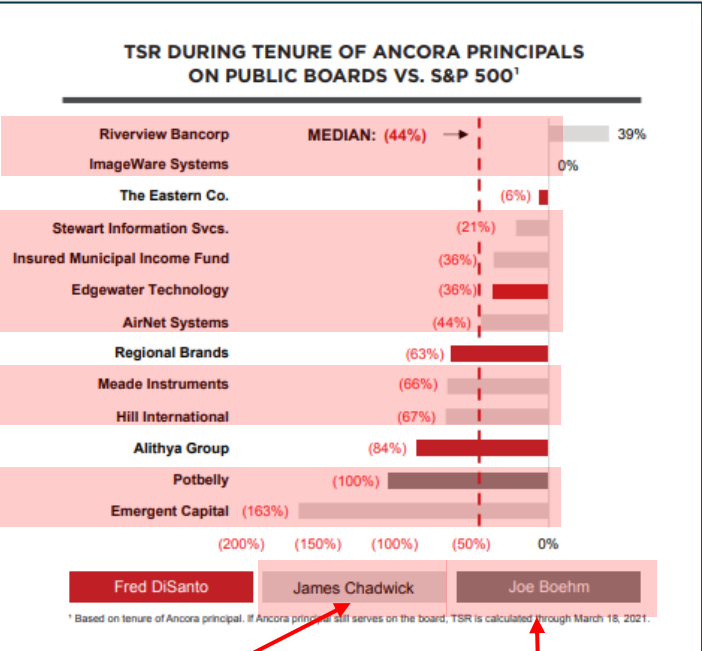 TSR DURING TENURE OF ANCORA PRINCIPALS
ON PUBLIC BOARDS VS. S&P 500¹
Riverview Bancorp MEDIAN: (44%) 39%
ImageWare Systems 0%
The Eastern Co. (6%)
Stewart Information Svcs. (21%)
Insured Municipal Income Fund (36%)
Edgewater Technology (36%)
AirNet Systems (44%)
Regional Brands (63%)
Meade Instruments (66%)
Hill International (67%)
Alithya Group (84%)
Potbelly (100%)
Emergent Capital (163%)
(200%) (150%) (100%) (50%) 0%
Fred DiSanto James Chadwick Joe Boehm
¹ Based on tenure of Ancora principal. If Ancora principal still serves on the board, TSR is calculated through March 18, 2021.